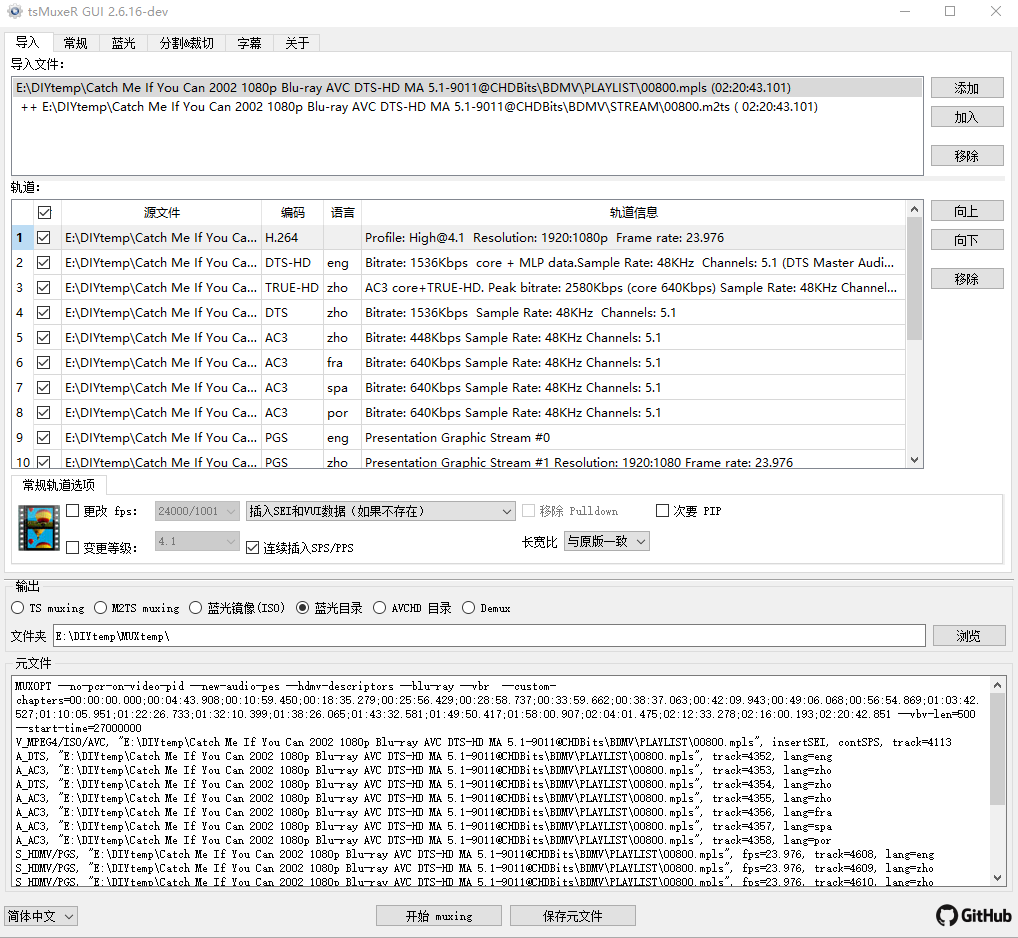 tsMuxeR GUI 2.6.16-dev
导入 常规 蓝光 分割&裁切 字幕 关于
导入文件:
E:\DIYtemp\Catch Me If You Can 2002 1080p Blu-ray AVC DTS-HD MA 5.1-9011@CHDBits\BDMV\PLAYLIST\00800.mpls (02:20:43.101)
++ E:\DIYtemp\Catch Me If You Can 2002 1080p Blu-ray AVC DTS-HD MA 5.1-9011@CHDBits\BDMV\STREAM\00800.m2ts ( 02:20:43.101)
添加
加入
移除
轨道:
源文件 编码 语言 轨道信息
1 E:\DIYtemp\Catch Me If You Ca... H.264 Profile: High@4.1 Resolution: 1920:1080p Frame rate: 23.976
2 E:\DIYtemp\Catch Me If You Ca... DTS-HD eng Bitrate: 1536Kbps core + MLP data.Sample Rate: 48KHz Channels: 5.1 (DTS Master Audi...
3 E:\DIYtemp\Catch Me If You Ca... TRUE-HD zho AC3 core+TRUE-HD. Peak bitrate: 2580Kbps (core 640Kbps) Sample Rate: 48KHz Channel...
4 E:\DIYtemp\Catch Me If You Ca... DTS zho Bitrate: 1536Kbps Sample Rate: 48KHz Channels: 5.1
5 E:\DIYtemp\Catch Me If You Ca... AC3 zho Bitrate: 448Kbps Sample Rate: 48KHz Channels: 5.1
6 E:\DIYtemp\Catch Me If You Ca... AC3 fra Bitrate: 640Kbps Sample Rate: 48KHz Channels: 5.1
7 E:\DIYtemp\Catch Me If You Ca... AC3 spa Bitrate: 640Kbps Sample Rate: 48KHz Channels: 5.1
8 E:\DIYtemp\Catch Me If You Ca... AC3 por Bitrate: 640Kbps Sample Rate: 48KHz Channels: 5.1
9 E:\DIYtemp\Catch Me If You Ca... PGS eng Presentation Graphic Stream #0
10 E:\DIYtemp\Catch Me If You Ca... PGS zho Presentation Graphic Stream #1 Resolution: 1920:1080 Frame rate: 23.976
向上
向下
移除
常规轨道选项
更改 fps: 24000/1001 插入SEI和VUI数据（如果不存在） 移除 Pulldown 次要 PIP
变更等级: 4.1 连续插入SPS/PPS 长宽比 与原版一致
输出
TS muxing M2TS muxing 蓝光镜像(ISO) 蓝光目录 AVCHD 目录 Demux
文件夹 E:\DIYtemp\MUXtemp\ 浏览
元文件
MUXOPT --no-pcr-on-video-pid --new-audio-pes --hdmv-descriptors --blu-ray --vbr --custom-
chapters=00:00:00.000;00:04:43.908;00:10:59.450;00:18:35.279;00:25:56.429;00:28:58.737;00:33:59.662;00:38:37.063;00:42:09.943;00:49:06.068;00:56:54.869;01:03:42.
527;01:10:05.951;01:22:26.733;01:32:10.399;01:38:26.065;01:43:32.581;01:49:50.417;01:58:00.907;02:04:01.475;02:12:33.278;02:16:00.193;02:20:42.851 --vbv-len=500
--start-time=27000000
V_MPEG4/ISO/AVC, "E:\DIYtemp\Catch Me If You Can 2002 1080p Blu-ray AVC DTS-HD MA 5.1-9011@CHDBits\BDMV\PLAYLIST\00800.mpls", insertSEI, contSPS, track=4113
A_DTS, "E:\DIYtemp\Catch Me If You Can 2002 1080p Blu-ray AVC DTS-HD MA 5.1-9011@CHDBits\BDMV\PLAYLIST\00800.mpls", track=4352, lang=eng
A_AC3, "E:\DIYtemp\Catch Me If You Can 2002 1080p Blu-ray AVC DTS-HD MA 5.1-9011@CHDBits\BDMV\PLAYLIST\00800.mpls", track=4353, lang=zho
A_DTS, "E:\DIYtemp\Catch Me If You Can 2002 1080p Blu-ray AVC DTS-HD MA 5.1-9011@CHDBits\BDMV\PLAYLIST\00800.mpls", track=4354, lang=zho
A_AC3, "E:\DIYtemp\Catch Me If You Can 2002 1080p Blu-ray AVC DTS-HD MA 5.1-9011@CHDBits\BDMV\PLAYLIST\00800.mpls", track=4355, lang=zho
A_AC3, "E:\DIYtemp\Catch Me If You Can 2002 1080p Blu-ray AVC DTS-HD MA 5.1-9011@CHDBits\BDMV\PLAYLIST\00800.mpls", track=4356, lang=fra
A_AC3, "E:\DIYtemp\Catch Me If You Can 2002 1080p Blu-ray AVC DTS-HD MA 5.1-9011@CHDBits\BDMV\PLAYLIST\00800.mpls", track=4357, lang=spa
A_AC3, "E:\DIYtemp\Catch Me If You Can 2002 1080p Blu-ray AVC DTS-HD MA 5.1-9011@CHDBits\BDMV\PLAYLIST\00800.mpls", track=4358, lang=por
S_HDMV/PGS, "E:\DIYtemp\Catch Me If You Can 2002 1080p Blu-ray AVC DTS-HD MA 5.1-9011@CHDBits\BDMV\PLAYLIST\00800.mpls", fps=23.976, track=4608, lang=eng
S_HDMV/PGS, "E:\DIYtemp\Catch Me If You Can 2002 1080p Blu-ray AVC DTS-HD MA 5.1-9011@CHDBits\BDMV\PLAYLIST\00800.mpls", fps=23.976, track=4609, lang=zho
S_HDMV/PGS, "E:\DIYtemp\Catch Me If You Can 2002 1080p Blu-ray AVC DTS-HD MA 5.1-9011@CHDBits\BDMV\PLAYLIST\00800.mpls", fps=23.976, track=4610, lang=zho
简体中文 开始 muxing 保存元文件 GitHub